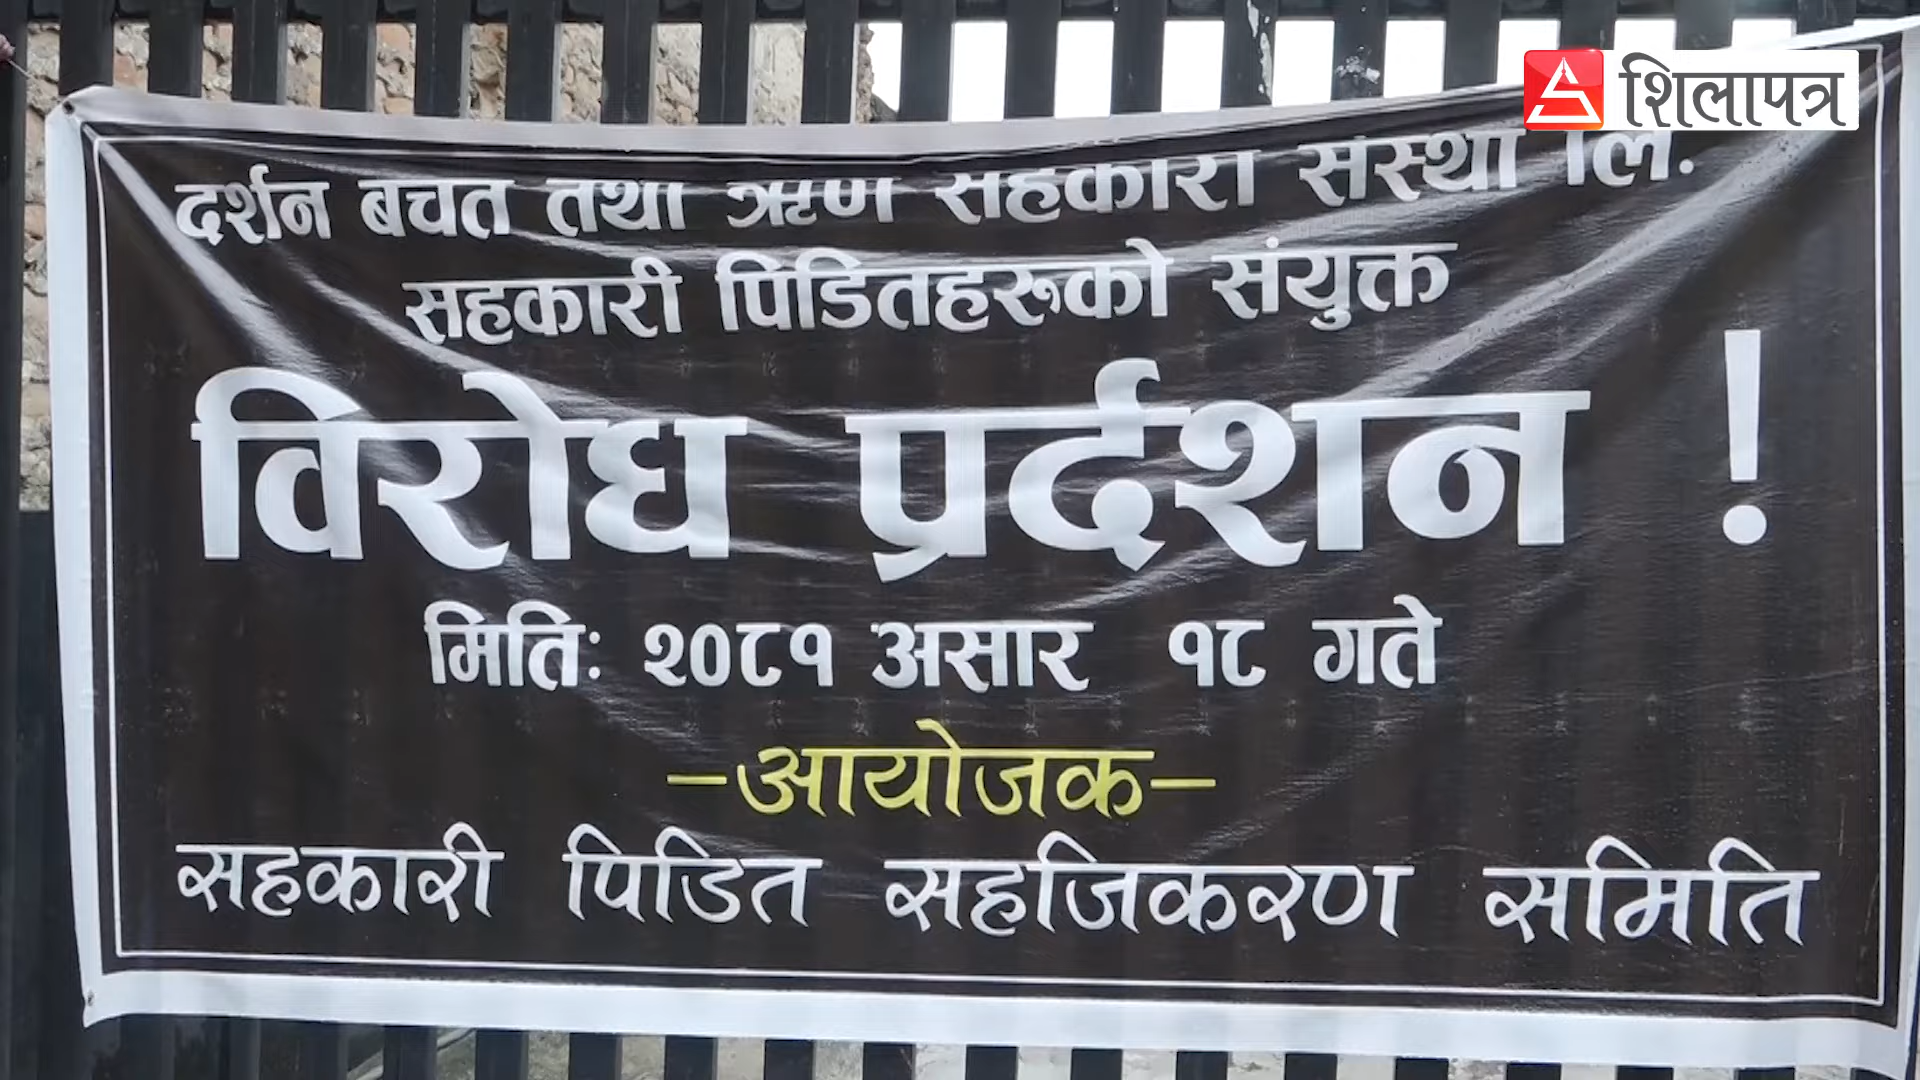 शिलापत्र
दर्शन बचत तथा ऋण सहकारी संस्था लि.
सहकारी पिडितहरूको संयुक्त
विरोध प्रर्दशन !
मितिः २०८१ असार १८ गते
–आयोजक–
सहकारी पिडित सहजिकरण समिति